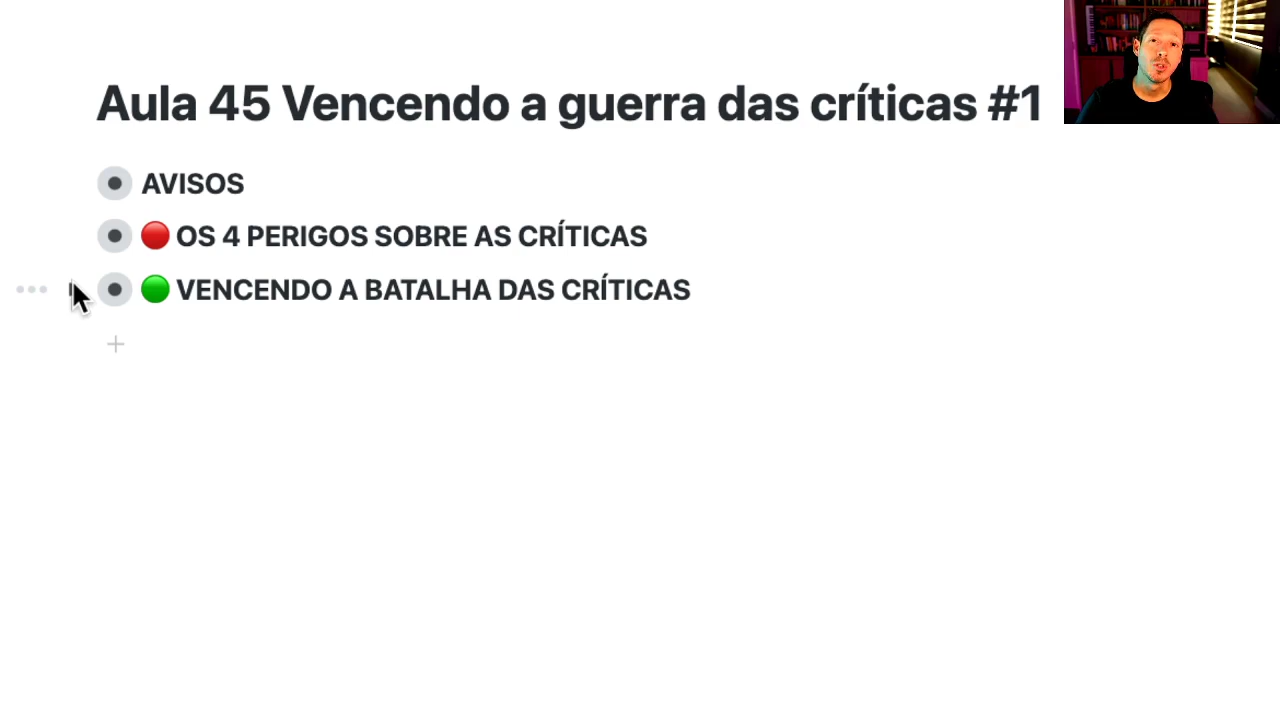 Aula 45 Vencendo a guerra das críticas #1
AVISOS
🔴 OS 4 PERIGOS SOBRE AS CRÍTICAS
🟢 VENCENDO A BATALHA DAS CRÍTICAS